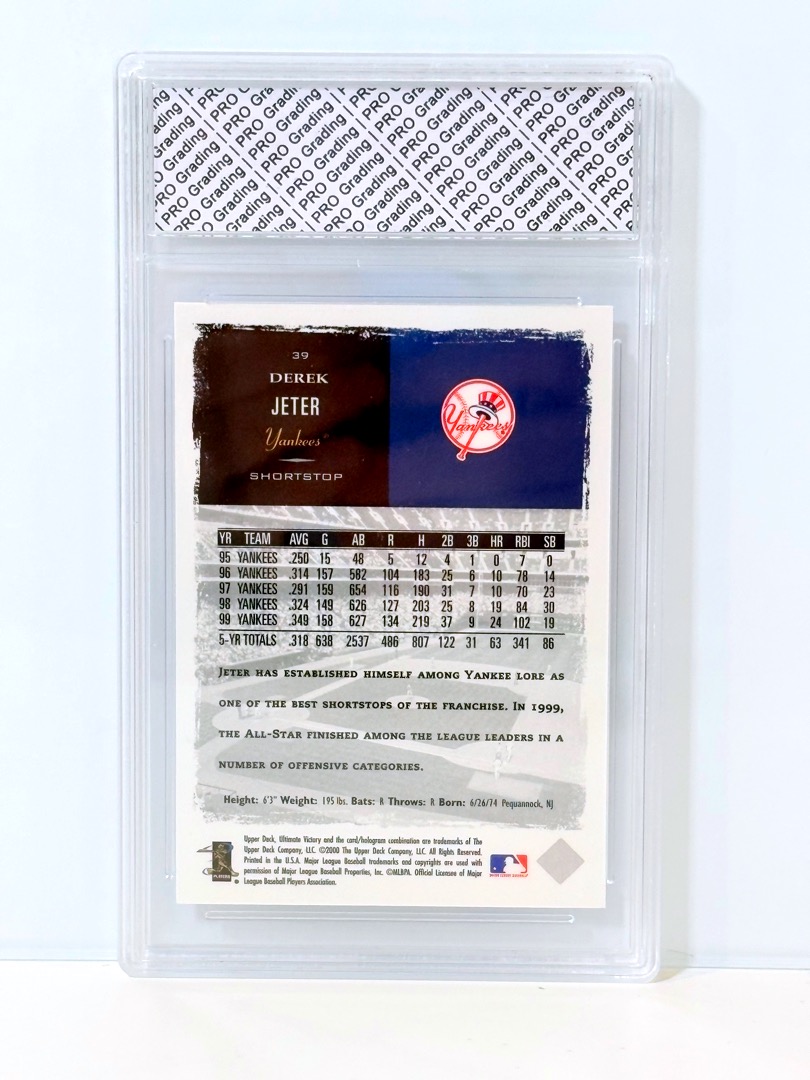 PRO Grading | PRO Grading | PRO Grading | PRO Grading
39
DEREK
JETER
Yankees
SHORTSTOP
Yankees
YR TEAM AVG G AB R H 2B 3B HR RBI SB
95 YANKEES .250 15 48 5 12 4 1 0 7 0
96 YANKEES .314 157 582 104 183 25 6 10 78 14
97 YANKEES .291 159 654 116 190 31 7 10 70 23
98 YANKEES .324 149 626 127 203 25 8 19 84 30
99 YANKEES .349 158 627 134 219 37 9 24 102 19
5-YR TOTALS .318 638 2537 486 807 122 31 63 341 86
JETER HAS ESTABLISHED HIMSELF AMONG YANKEE LORE AS
ONE OF THE BEST SHORTSTOPS OF THE FRANCHISE. IN 1999,
THE ALL-STAR FINISHED AMONG THE LEAGUE LEADERS IN A
NUMBER OF OFFENSIVE CATEGORIES.
Height: 6'3" Weight: 195 lbs. Bats: R Throws: R Born: 6/26/74 Pequannock, NJ
Upper Deck, Ultimate Victory and the card/hologram combination are trademarks of The
Upper Deck Company, LLC. ©2000 The Upper Deck Company, LLC. All Rights Reserved.
Printed in the U.S.A. Major League Baseball trademarks and copyrights are used with
permission of Major League Baseball Properties, Inc. ©MLBPA. Official Licensee of Major
League Baseball Players Association.
PLAYERS